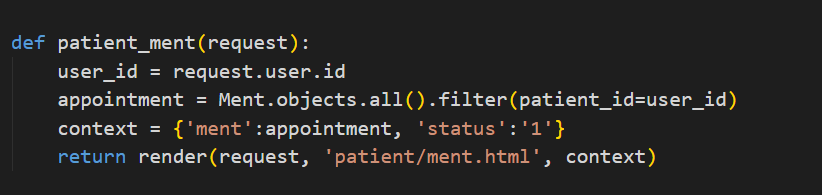 def patient_ment(request):
    user_id = request.user.id
    appointment = Ment.objects.all().filter(patient_id=user_id)
    context = {'ment':appointment, 'status':'1'}
    return render(request, 'patient/ment.html', context)